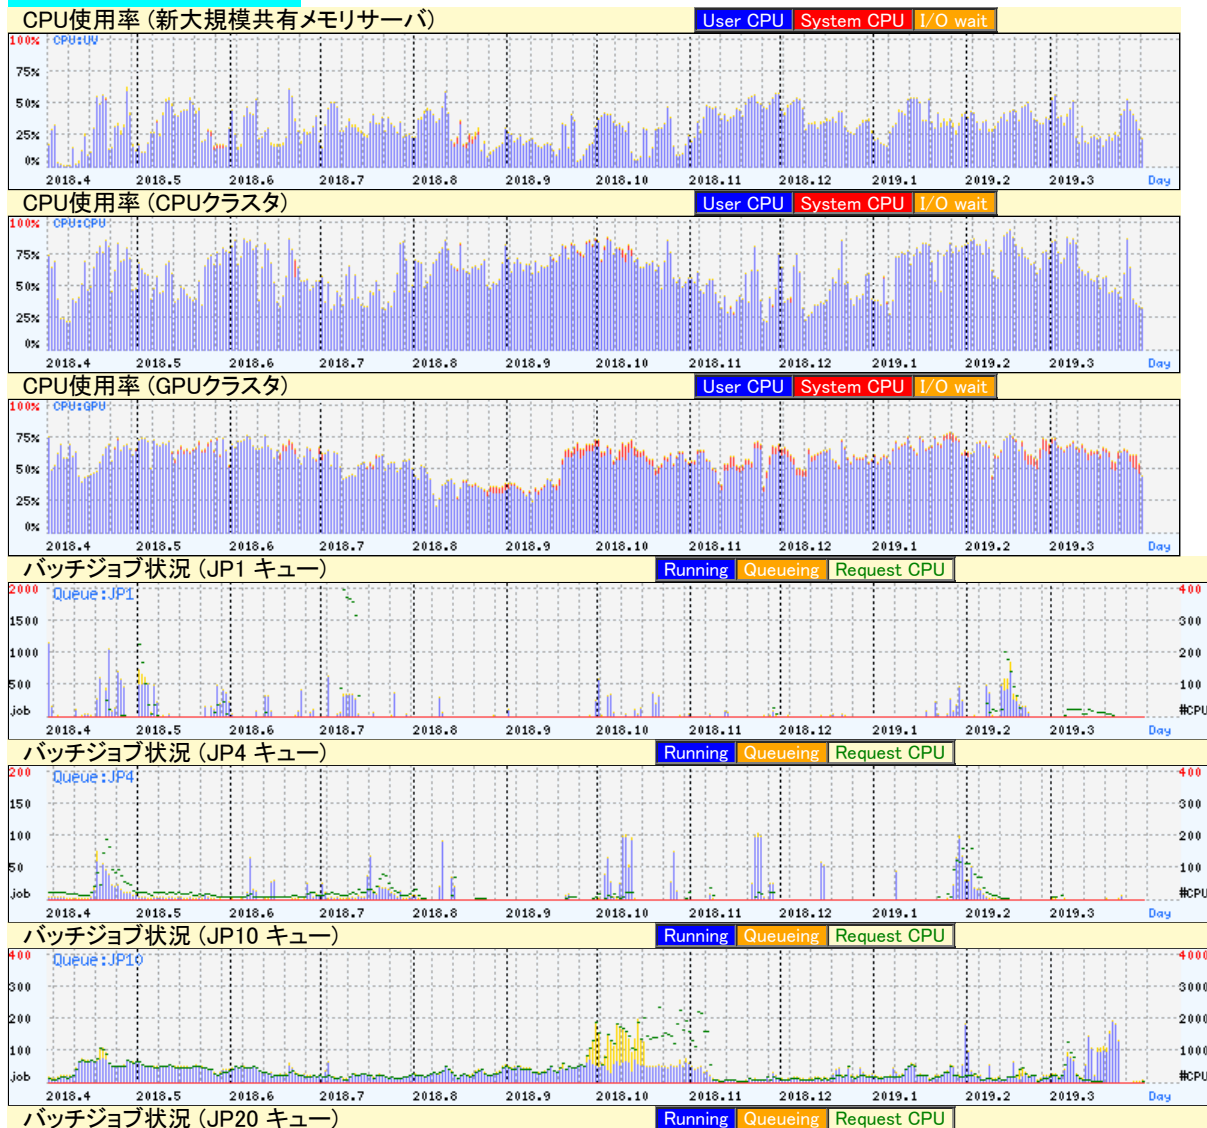 CPU使用率 (新大規模共有メモリサーバ) User CPU System CPU I/O wait
100% CPU:UV
75%
50%
25%
0%
2018.4 2018.5 2018.6 2018.7 2018.8 2018.9 2018.10 2018.11 2018.12 2019.1 2019.2 2019.3 Day
CPU使用率 (CPUクラスタ) User CPU System CPU I/O wait
100% CPU:CPU
75%
50%
25%
0%
2018.4 2018.5 2018.6 2018.7 2018.8 2018.9 2018.10 2018.11 2018.12 2019.1 2019.2 2019.3 Day
CPU使用率 (GPUクラスタ) User CPU System CPU I/O wait
100% CPU:GPU
75%
50%
25%
0%
2018.4 2018.5 2018.6 2018.7 2018.8 2018.9 2018.10 2018.11 2018.12 2019.1 2019.2 2019.3 Day
バッチジョブ状況 (JP1 キュー) Running Queueing Request CPU
2000 Queue:JP1 400
1500 300
1000 200
500 100
job #CPU
2018.4 2018.5 2018.6 2018.7 2018.8 2018.9 2018.10 2018.11 2018.12 2019.1 2019.2 2019.3 Day
バッチジョブ状況 (JP4 キュー) Running Queueing Request CPU
200 Queue:JP4 400
150 300
100 200
50 100
job #CPU
2018.4 2018.5 2018.6 2018.7 2018.8 2018.9 2018.10 2018.11 2018.12 2019.1 2019.2 2019.3 Day
バッチジョブ状況 (JP10 キュー) Running Queueing Request CPU
400 Queue:JP10 4000
300 3000
200 2000
100 1000
job #CPU
2018.4 2018.5 2018.6 2018.7 2018.8 2018.9 2018.10 2018.11 2018.12 2019.1 2019.2 2019.3 Day
バッチジョブ状況 (JP20 キュー) Running Queueing Request CPU